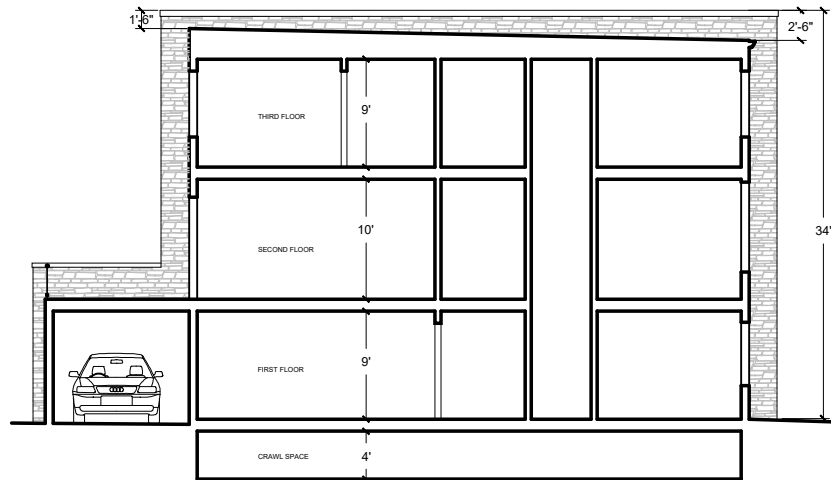 1'-6"
2'-6"
THIRD FLOOR
9'
10'
34'
SECOND FLOOR
9'
FIRST FLOOR
CRAWL SPACE
4'